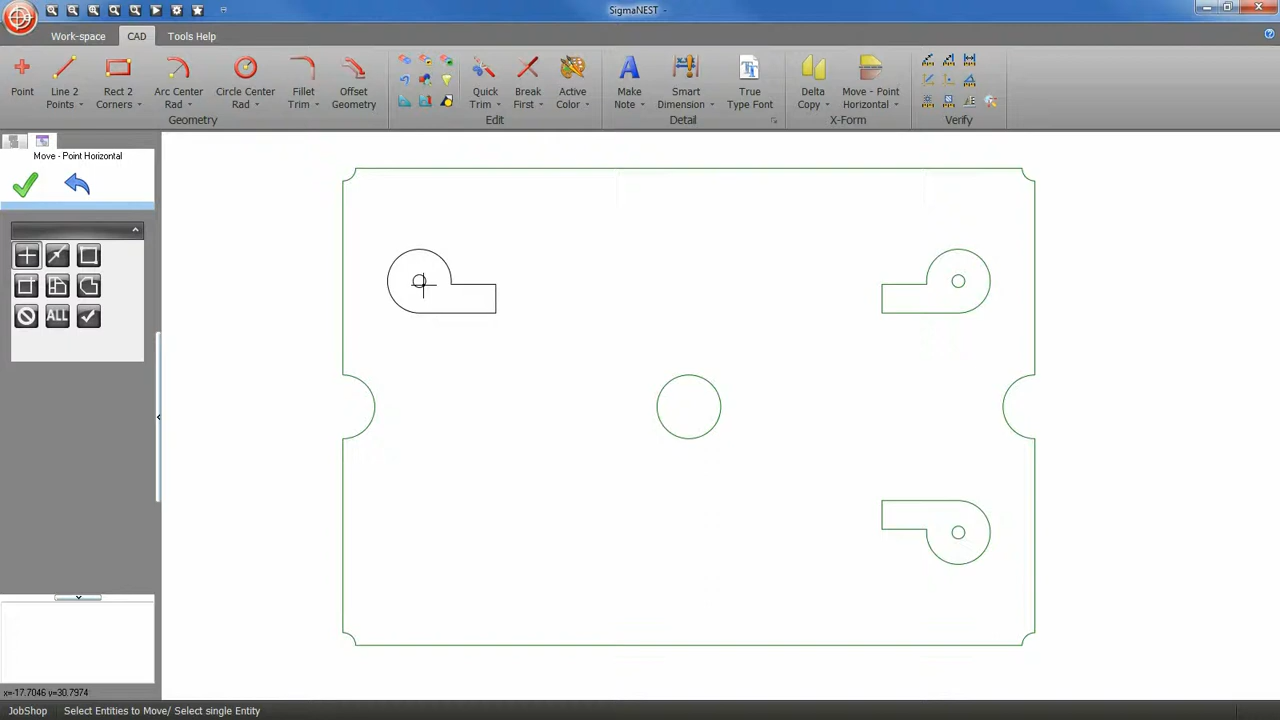 SigmaNEST -
Work-space CAD Tools Help
Point
Line 2
Points
Rect 2
Corners
Arc Center
Rad
Circle Center
Rad
Fillet
Trim
Offset
Geometry
Geometry
Quick
Trim
Break
First
Active
Color
Edit
Make
Note
Smart
Dimension
True
Type Font
Detail
Delta
Copy
Move - Point
Horizontal
X-Form
Verify
Move - Point Horizontal
ALL
x=-17.7046 y=30.7974
JobShop Select Entities to Move/ Select single Entity